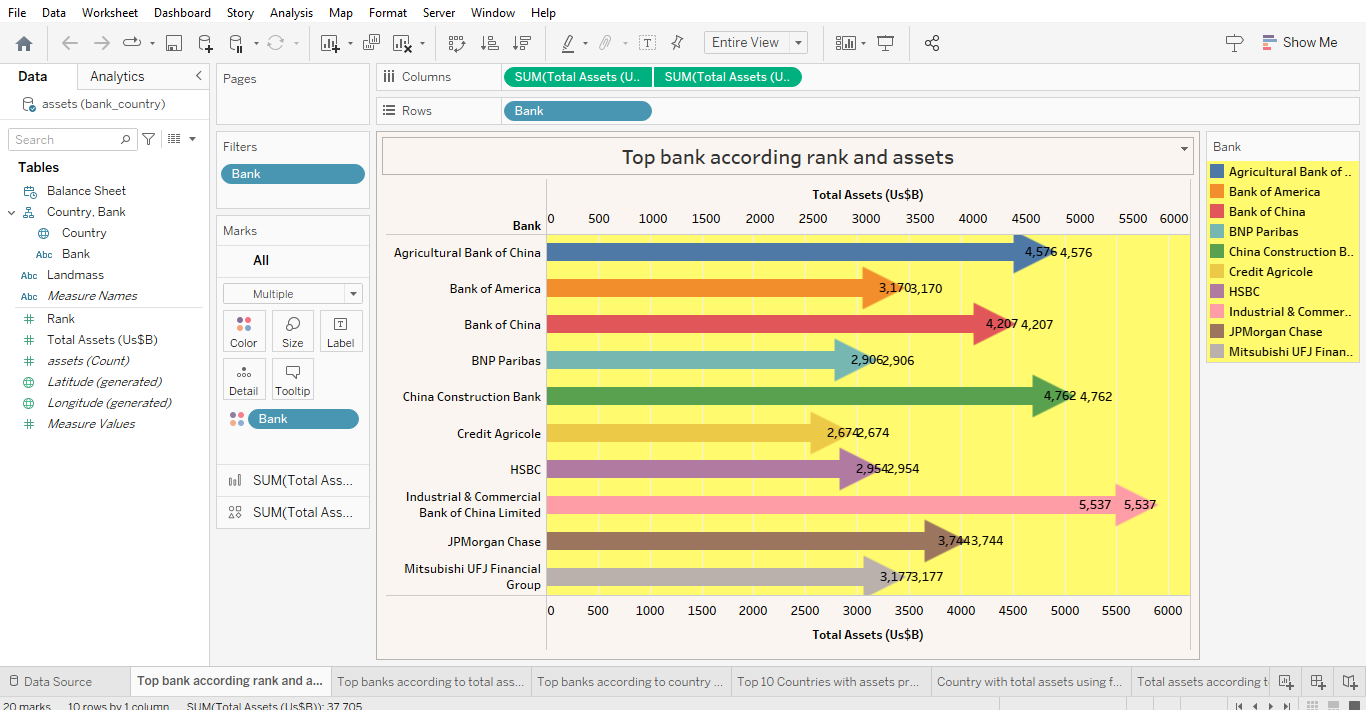 File Data Worksheet Dashboard Story Analysis Map Format Server Window Help
Entire View
Show Me
Data Analytics
assets (bank_country)
Search
Tables
Balance Sheet
Country, Bank
Country
Abc Bank
Abc Landmass
Abc Measure Names
Rank
Total Assets (Us$B)
assets (Count)
Latitude (generated)
Longitude (generated)
Measure Values
Pages
Filters
Bank
Marks
All
Multiple
Color Size Label
Detail Tooltip
Bank
SUM(Total Ass...
SUM(Total Ass...
Columns SUM(Total Assets (U.. SUM(Total Assets (U..
Rows Bank
Top bank according rank and assets
Total Assets (Us$B)
Bank 0 500 1000 1500 2000 2500 3000 3500 4000 4500 5000 5500 6000
Agricultural Bank of China 4,576 4,576
Bank of America 3,170 3,170
Bank of China 4,207 4,207
BNP Paribas 2,906 2,906
China Construction Bank 4,762 4,762
Credit Agricole 2,674 2,674
HSBC 2,954 2,954
Industrial & Commercial
Bank of China Limited 5,537 5,537
JPMorgan Chase 3,744 3,744
Mitsubishi UFJ Financial
Group 3,177 3,177
0 500 1000 1500 2000 2500 3000 3500 4000 4500 5000 5500 6000
Total Assets (Us$B)
Bank
Agricultural Bank of ..
Bank of America
Bank of China
BNP Paribas
China Construction B..
Credit Agricole
HSBC
Industrial & Commer..
JPMorgan Chase
Mitsubishi UFJ Finan..
Data Source Top bank according rank and a... Top banks according to total ass... Top banks according to country ... Top 10 Countries with assets pr... Country with total assets using f... Total assets according t
20 marks 10 rows by 1 column SUM(Total Assets (Us$B)): 37,705